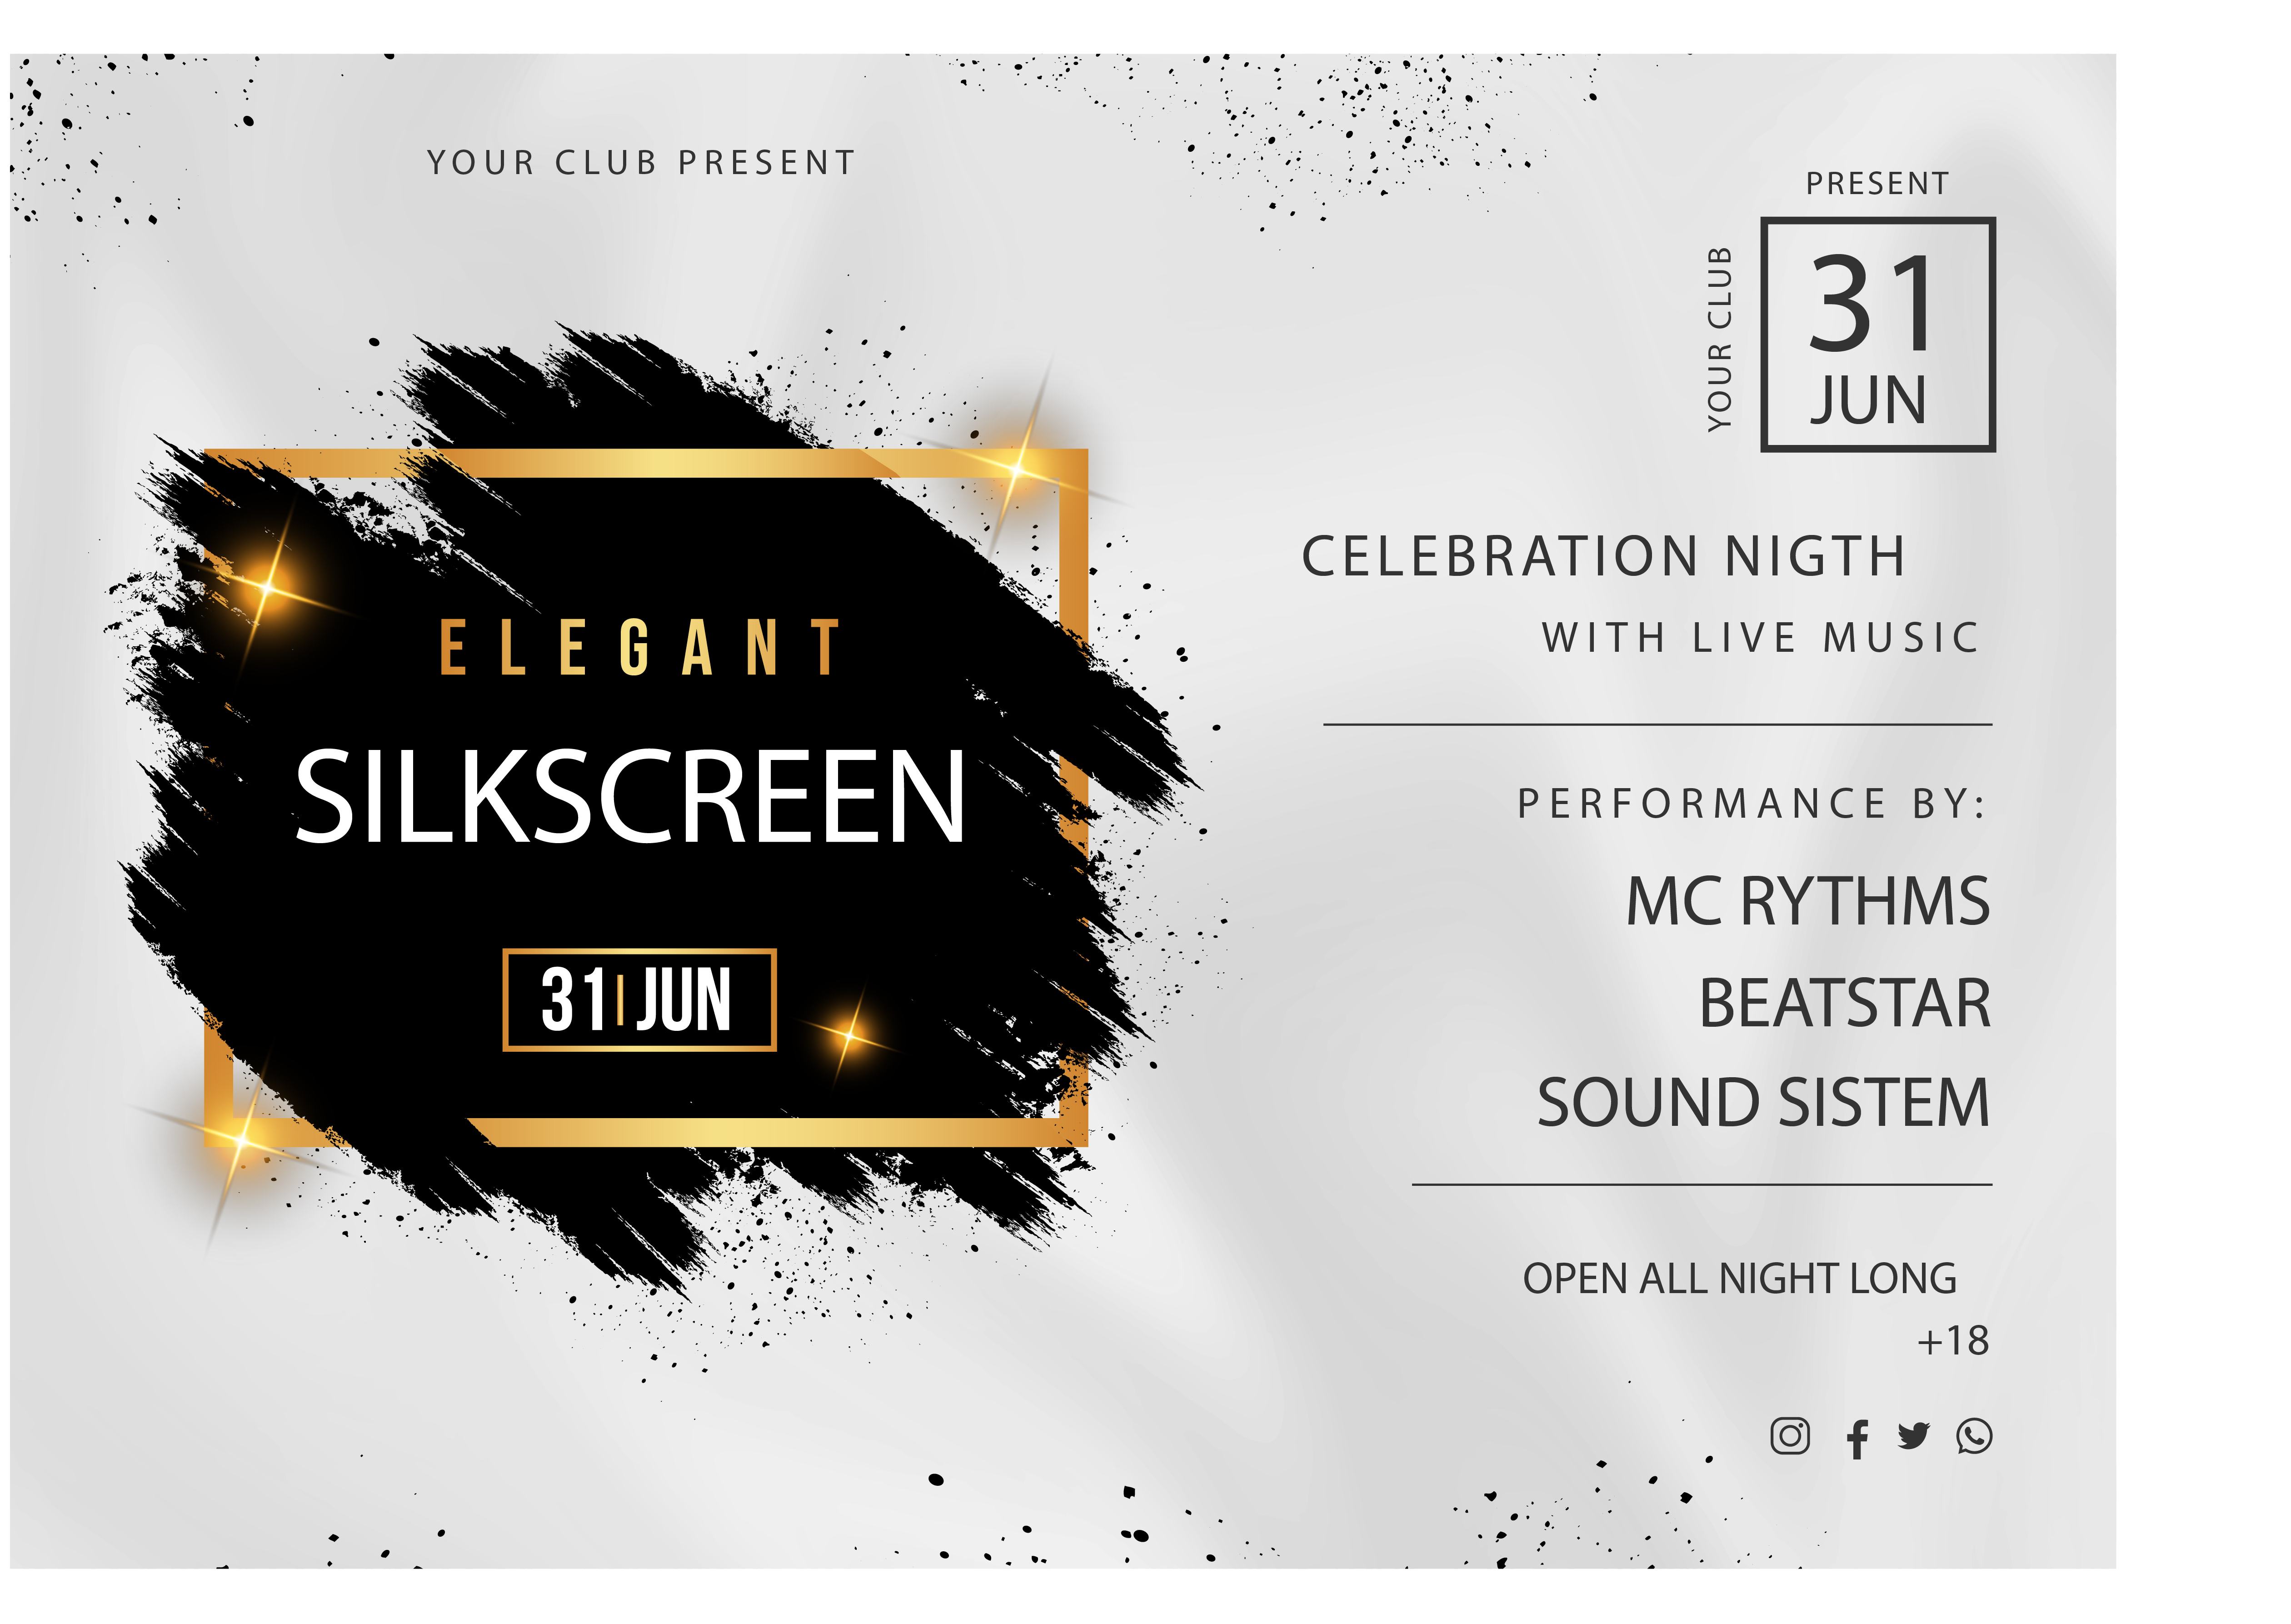 YOUR CLUB PRESENT
ELEGANT
SILKSCREEN
31 JUN
PRESENT
YOUR CLUB
31
JUN
CELEBRATION NIGTH
WITH LIVE MUSIC
PERFORMANCE BY:
MC RYTHMS
BEATSTAR
SOUND SISTEM
OPEN ALL NIGHT LONG
+18